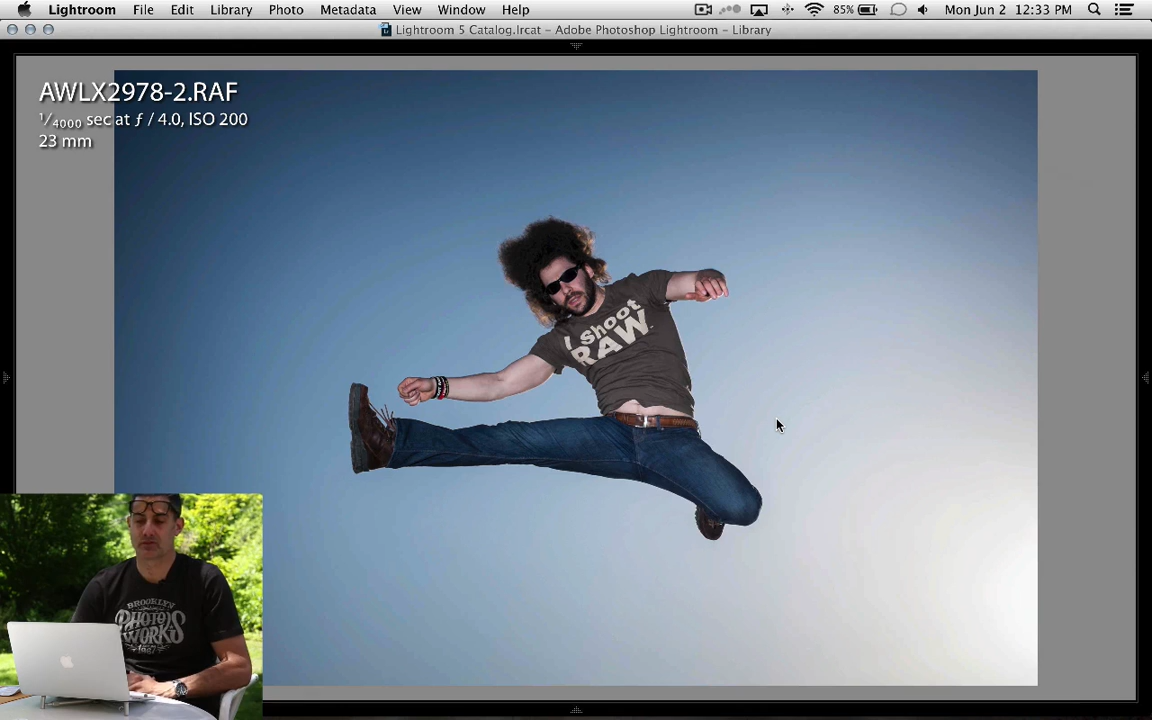 Lightroom File Edit Library Photo Metadata View Window Help 85% Mon Jun 2 12:33 PM
Lightroom 5 Catalog.lrcat – Adobe Photoshop Lightroom – Library
AWLX2978-2.RAF
1/4000 sec at ƒ / 4.0, ISO 200
23 mm
I Shoot
RAW
BROOKLYN
PHOTO
WORKS